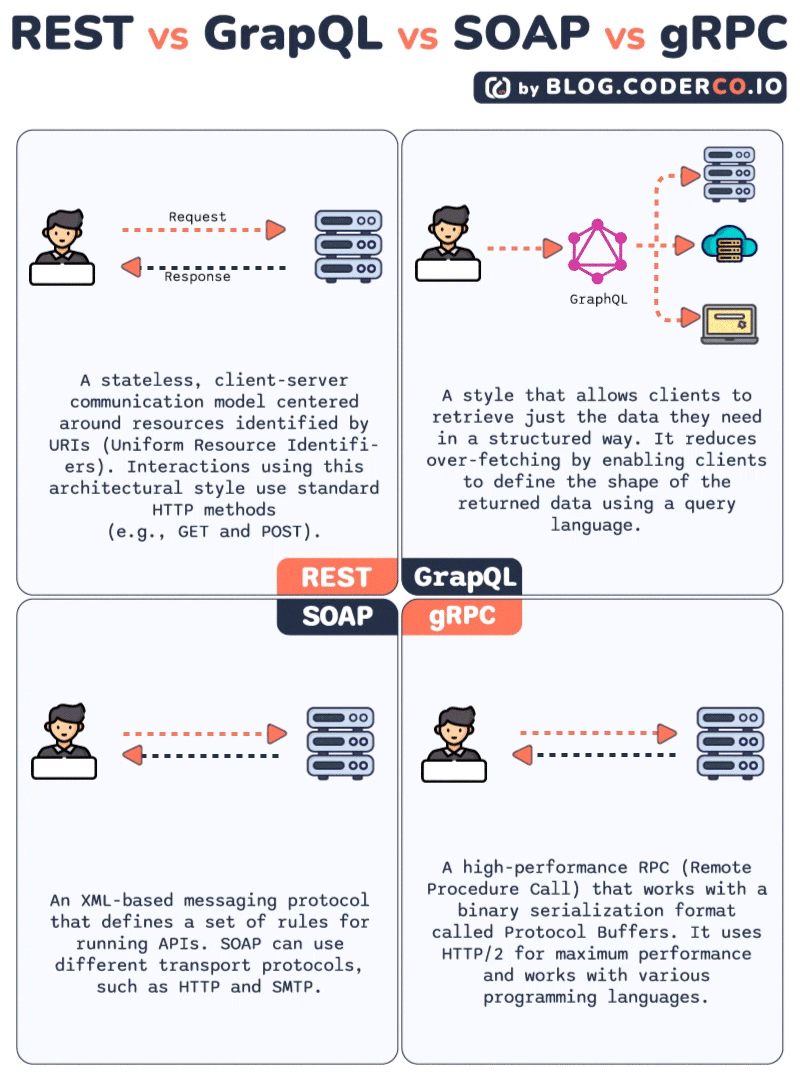 REST vs GrapQL vs SOAP vs gRPC
by BLOG.CODERCO.IO
Request
Response
A stateless, client-server
communication model centered
around resources identified by
URIs (Uniform Resource Identifi-
ers). Interactions using this
architectural style use standard
HTTP methods
(e.g., GET and POST).
REST
GraphQL
A style that allows clients to
retrieve just the data they need
in a structured way. It reduces
over-fetching by enabling clients
to define the shape of the
returned data using a query
language.
GrapQL
SOAP
An XML-based messaging protocol
that defines a set of rules for
running APIs. SOAP can use
different transport protocols,
such as HTTP and SMTP.
gRPC
A high-performance RPC (Remote
Procedure Call) that works with a
binary serialization format
called Protocol Buffers. It uses
HTTP/2 for maximum performance
and works with various
programming languages.